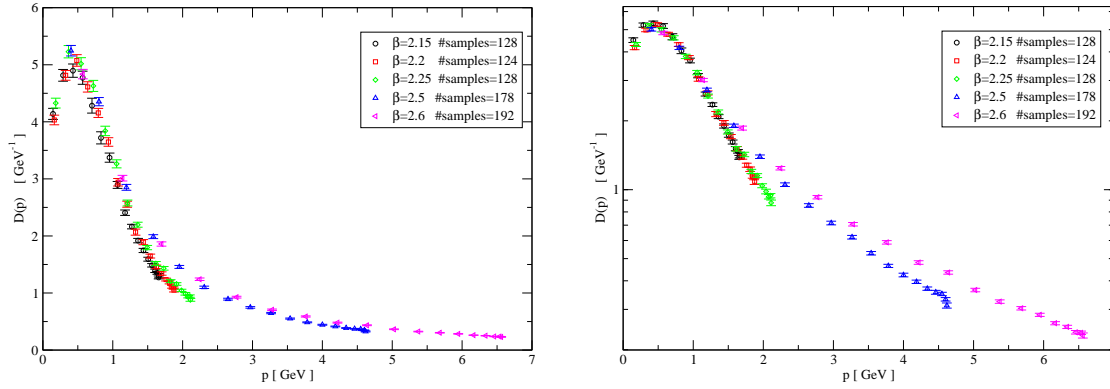 6
5
4
3
2
1
0
D(p) [ GeV⁻¹ ]
β=2.15 #samples=128
β=2.2 #samples=124
β=2.25 #samples=128
β=2.5 #samples=178
β=2.6 #samples=192
0 1 2 3 4 5 6 7
p [ GeV ]
1
D(p) [ GeV⁻¹ ]
β=2.15 #samples=128
β=2.2 #samples=124
β=2.25 #samples=128
β=2.5 #samples=178
β=2.6 #samples=192
0 1 2 3 4 5 6
p [ GeV ]